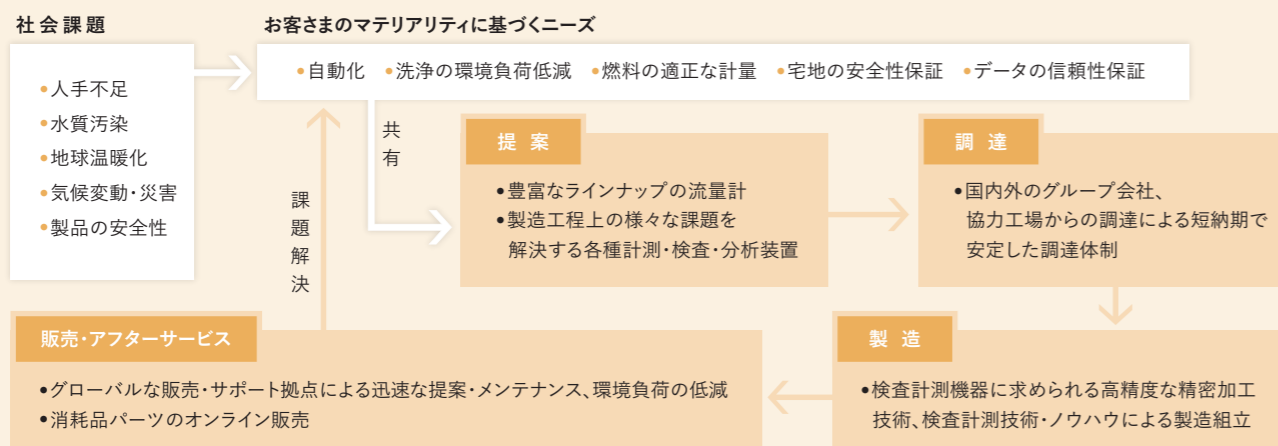 社会課題
•人手不足
•水質汚染
•地球温暖化
•気候変動・災害
•製品の安全性
お客さまのマテリアリティに基づくニーズ
•自動化 •洗浄の環境負荷低減 •燃料の適正な計量 •宅地の安全性保証 •データの信頼性保証
共有
提案
•豊富なラインナップの流量計
•製造工程上の様々な課題を
解決する各種計測・検査・分析装置
調達
•国内外のグループ会社、
協力工場からの調達による短納期で
安定した調達体制
製造
•検査計測機器に求められる高精度な精密加工
技術、検査計測技術・ノウハウによる製造組立
販売・アフターサービス
•グローバルな販売・サポート拠点による迅速な提案・メンテナンス、環境負荷の低減
•消耗品パーツのオンライン販売
課題解決